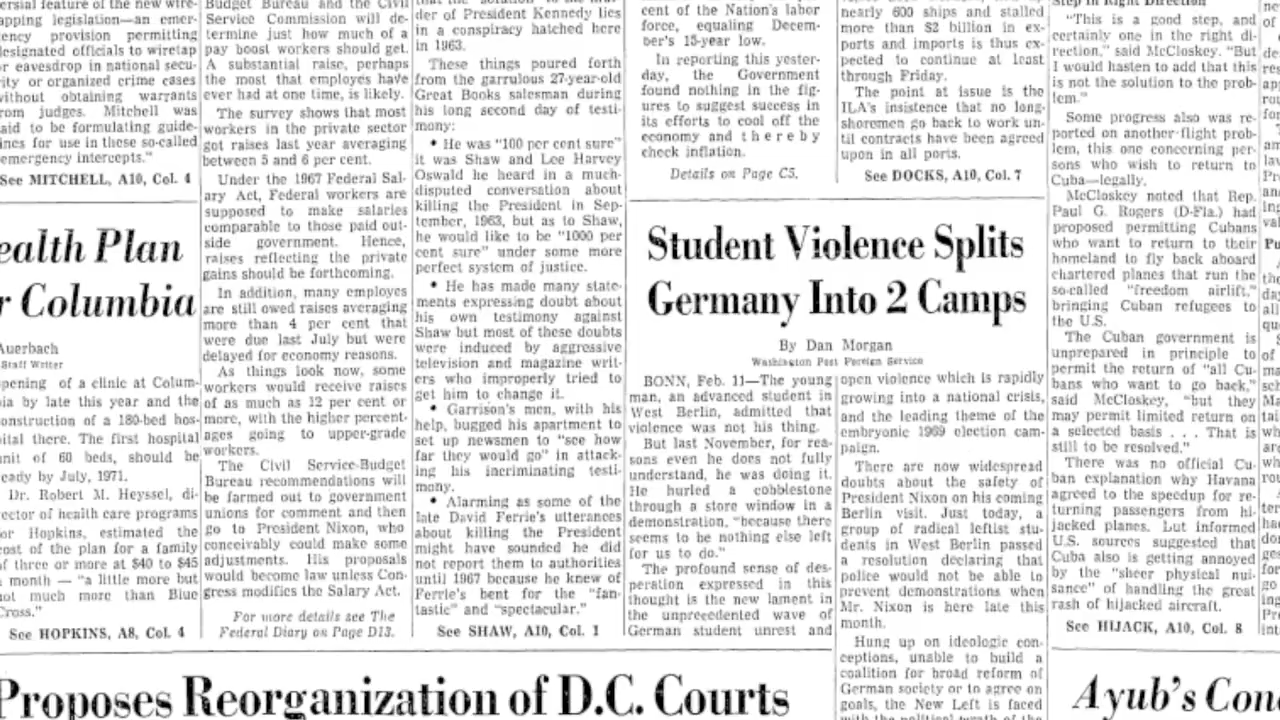 ersial feature of the new wire-
apping legislation—an emer-
ency provision permitting
designated officials to wiretap
or eavesdrop in national secu-
rity or organized crime cases
without obtaining warrants
rom judges. Mitchell was
aid to be formulating guide-
ines for use in these so-called
emergency intercepts."
See MITCHELL, A10, Col. 4
ealth Plan
r Columbia
Auerbach
Staff Writer
pening of a clinic at Colum-
bia by late this year and the
onstruction of a 180-bed hos-
ital there. The first hospital
unit of 60 beds, should be
eady by July, 1971.
Dr. Robert M. Heyssel, di-
ector of health care programs
or Hopkins, estimated the
cost of the plan for a family
of three or more at $40 to $45
a month — "a little more but
not much more than Blue
Cross."
See HOPKINS, A8, Col. 4
Budget Bureau and the Civil
Service Commission will de-
termine just how much of a
pay boost workers should get.
A substantial raise, perhaps
the most that employes have
ever had at one time, is likely.
The survey shows that most
workers in the private sector
got raises last year averaging
between 5 and 6 per cent.
Under the 1967 Federal Sal-
ary Act, Federal workers are
supposed to make salaries
comparable to those paid out-
side government. Hence,
raises reflecting the private
gains should be forthcoming.
In addition, many employes
are still owed raises averaging
more than 4 per cent that
were due last July but were
delayed for economy reasons.
As things look now, some
workers would receive raises
of as much as 12 per cent or
more, with the higher percent-
ages going to upper-grade
workers.
The Civil Service-Budget
Bureau recommendations will
be farmed out to government
unions for comment and then
go to President Nixon, who
conceivably could make some
adjustments. His proposals
would become law unless Con-
gress modifies the Salary Act.
For more details see The
Federal Diary on Page D13.
that the "solution" to the mur-
der of President Kennedy lies
in a conspiracy hatched here
in 1963.
These things poured forth
from the garrulous 27-year-old
Great Books salesman during
his long second day of testi-
mony:
• He was "100 per cent sure"
it was Shaw and Lee Harvey
Oswald he heard in a much-
disputed conversation about
killing the President in Sep-
tember, 1963, but as to Shaw,
he would like to be "1000 per
cent sure" under some more
perfect system of justice.
• He has made many state-
ments expressing doubt about
his own testimony against
Shaw but most of these doubts
were induced by aggressive
television and magazine writ-
ers who improperly tried to
get him to change it.
• Garrison's men, with his
help, bugged his apartment to
set up newsmen to "see how
far they would go" in attack-
ing his incriminating testi-
mony.
• Alarming as some of the
late David Ferrie's utterances
about killing the President
might have sounded he did
not report them to authorities
until 1967 because he knew of
Ferrie's bent for the "fan-
tastic" and "spectacular."
See SHAW, A10, Col. 1
cent of the Nation's labor
force, equaling Decem-
ber's 15-year low.
In reporting this yester-
day, the Government
found nothing in the fig-
ures to suggest success in
its efforts to cool off the
economy and thereby
check inflation.
Details on Page C5.
nearly 600 ships and stalled
more than $2 billion in ex-
ports and imports is thus ex-
pected to continue at least
through Friday.
The point at issue is the
ILA's insistence that no long-
shoremen go back to work un-
til contracts have been agreed
upon in all ports.
See DOCKS, A10, Col. 7
Student Violence Splits
Germany Into 2 Camps
By Dan Morgan
Washington Post Foreign Service
BONN, Feb. 11—The young
man, an advanced student in
West Berlin, admitted that
violence was not his thing.
But last November, for rea-
sons even he does not fully
understand, he was doing it.
He hurled a cobblestone
through a store window in a
demonstration, "because there
seems to be nothing else left
for us to do."
The profound sense of des-
peration expressed in this
thought is the new lament in
the unprecedented wave of
German student unrest and
open violence which is rapidly
growing into a national crisis,
and the leading theme of the
embryonic 1969 election cam-
paign.
There are now widespread
doubts about the safety of
President Nixon on his coming
Berlin visit. Just today, a
group of radical leftist stu-
dents in West Berlin passed
a resolution declaring that
police would not be able to
prevent demonstrations when
Mr. Nixon is here late this
month.
Hung up on ideologic con-
ceptions, unable to build a
coalition for broad reform of
German society or to agree on
goals, the New Left is faced
with the political wrath of the
Step in Right Direction
"This is a good step, and
certainly one in the right di-
rection," said McCloskey. "But
I would hasten to add that this
is not the solution to the prob-
lem."
Some progress also was re-
ported on another flight prob-
lem, this one concerning per-
sons who wish to return to
Cuba—legally.
McCloskey noted that Rep.
Paul G. Rogers (D-Fla.) had
proposed permitting Cubans
who want to return to their
homeland to fly back aboard
chartered planes that run the
so-called "freedom airlift,"
bringing Cuban refugees to
the U.S.
The Cuban government is
unprepared in principle to
permit the return of "all Cu-
bans who want to go back,"
said McCloskey, "but they
may permit limited return on
a selected basis . . . That is
still to be resolved."
There was no official Cu-
ban explanation why Havana
agreed to the speedup for re-
turning passengers from hi-
jacked planes. But informed
U.S. sources suggested that
Cuba also is getting annoyed
by the "sheer physical nui-
sance" of handling the great
rash of hijacked aircraft.
See HIJACK, A10, Col. 8
Proposes Reorganization of D.C. Courts
Ayub's Con